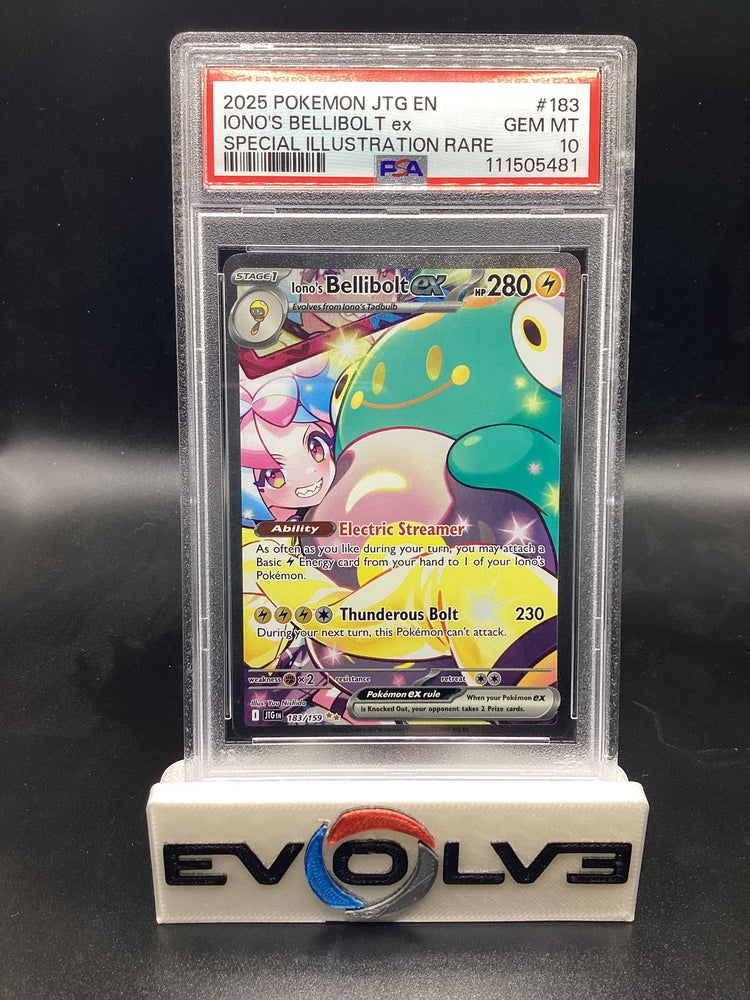 2025 POKEMON JTG EN #183
IONO'S BELLIBOLT ex GEM MT
SPECIAL ILLUSTRATION RARE 10
PSA 111505481
STAGE1 Iono's Bellibolt ex HP 280
Evolves from Iono's Tadbulb
Ability Electric Streamer
As often as you like during your turn, you may attach a
Basic Energy card from your hand to 1 of your Iono's
Pokémon.
Thunderous Bolt 230
During your next turn, this Pokémon can't attack.
weakness ×2 resistance retreat
Pokémon ex rule When your Pokémon ex
is Knocked Out, your opponent takes 2 Prize cards.
Illus. Yuu Nishida
I JTG EN 183/159
EVOLV3